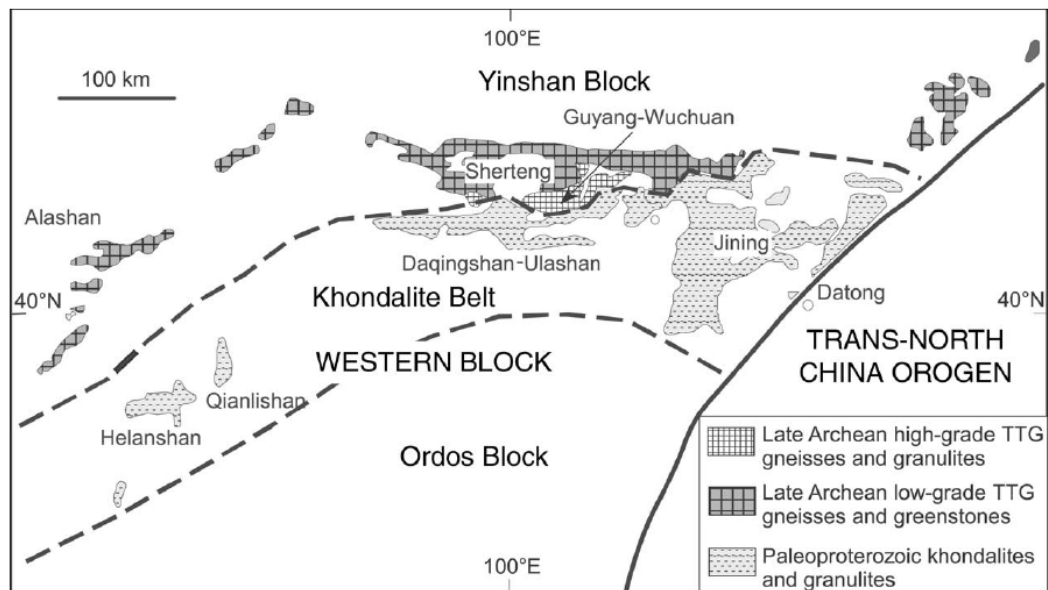 100°E
Yinshan Block
100 km
Guyang-Wuchuan
Sherteng
Alashan
Jining
Daqingshan-Ulashan
40°N
Khondalite Belt
Datong
40°N
WESTERN BLOCK
TRANS-NORTH
CHINA OROGEN
Qianlishan
Helanshan
Ordos Block
Late Archean high-grade TTG
gneisses and granulites
Late Archean low-grade TTG
gneisses and greenstones
Paleoproterozoic khondalites
and granulites
100°E